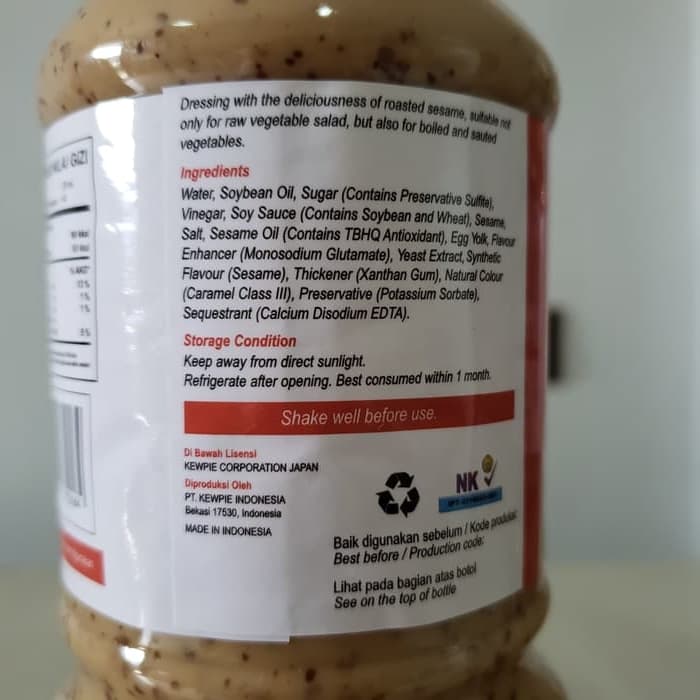 Dressing with the deliciousness of roasted sesame, suitable not
only for raw vegetable salad, but also for boiled and sauted
vegetables.
Ingredients
Water, Soybean Oil, Sugar (Contains Preservative Sulfite),
Vinegar, Soy Sauce (Contains Soybean and Wheat), Sesame,
Salt, Sesame Oil (Contains TBHQ Antioxidant), Egg Yolk, Flavour
Enhancer (Monosodium Glutamate), Yeast Extract, Synthetic
Flavour (Sesame), Thickener (Xanthan Gum), Natural Colour
(Caramel Class III), Preservative (Potassium Sorbate),
Sequestrant (Calcium Disodium EDTA).
Storage Condition
Keep away from direct sunlight.
Refrigerate after opening. Best consumed within 1 month.
Shake well before use.
Di Bawah Lisensi
KEWPIE CORPORATION JAPAN
Diproduksi Oleh
PT. KEWPIE INDONESIA
Bekasi 17530, Indonesia
MADE IN INDONESIA
NK
Baik digunakan sebelum / Kode produksi:
Best before / Production code:
Lihat pada bagian atas botol
See on the top of bottle
GIZI